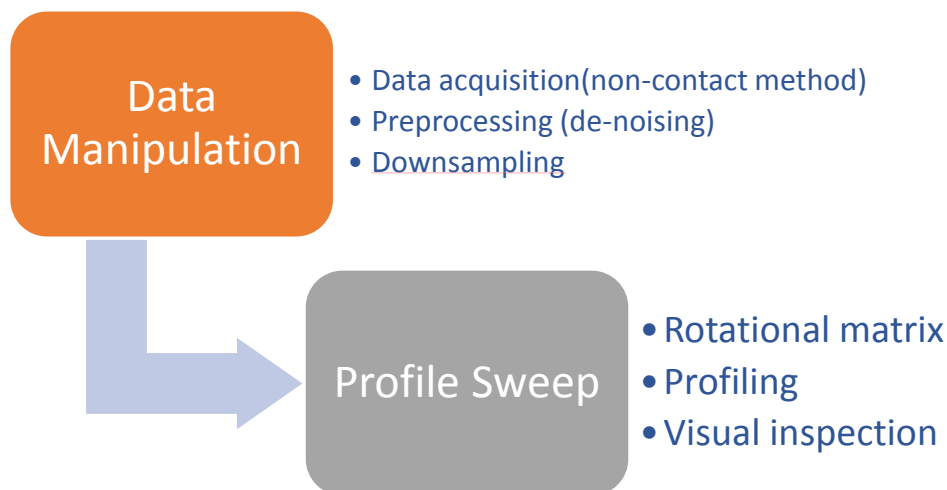 Data
Manipulation
• Data acquisition(non-contact method)
• Preprocessing (de-noising)
• Downsampling
Profile Sweep
• Rotational matrix
• Profiling
• Visual inspection